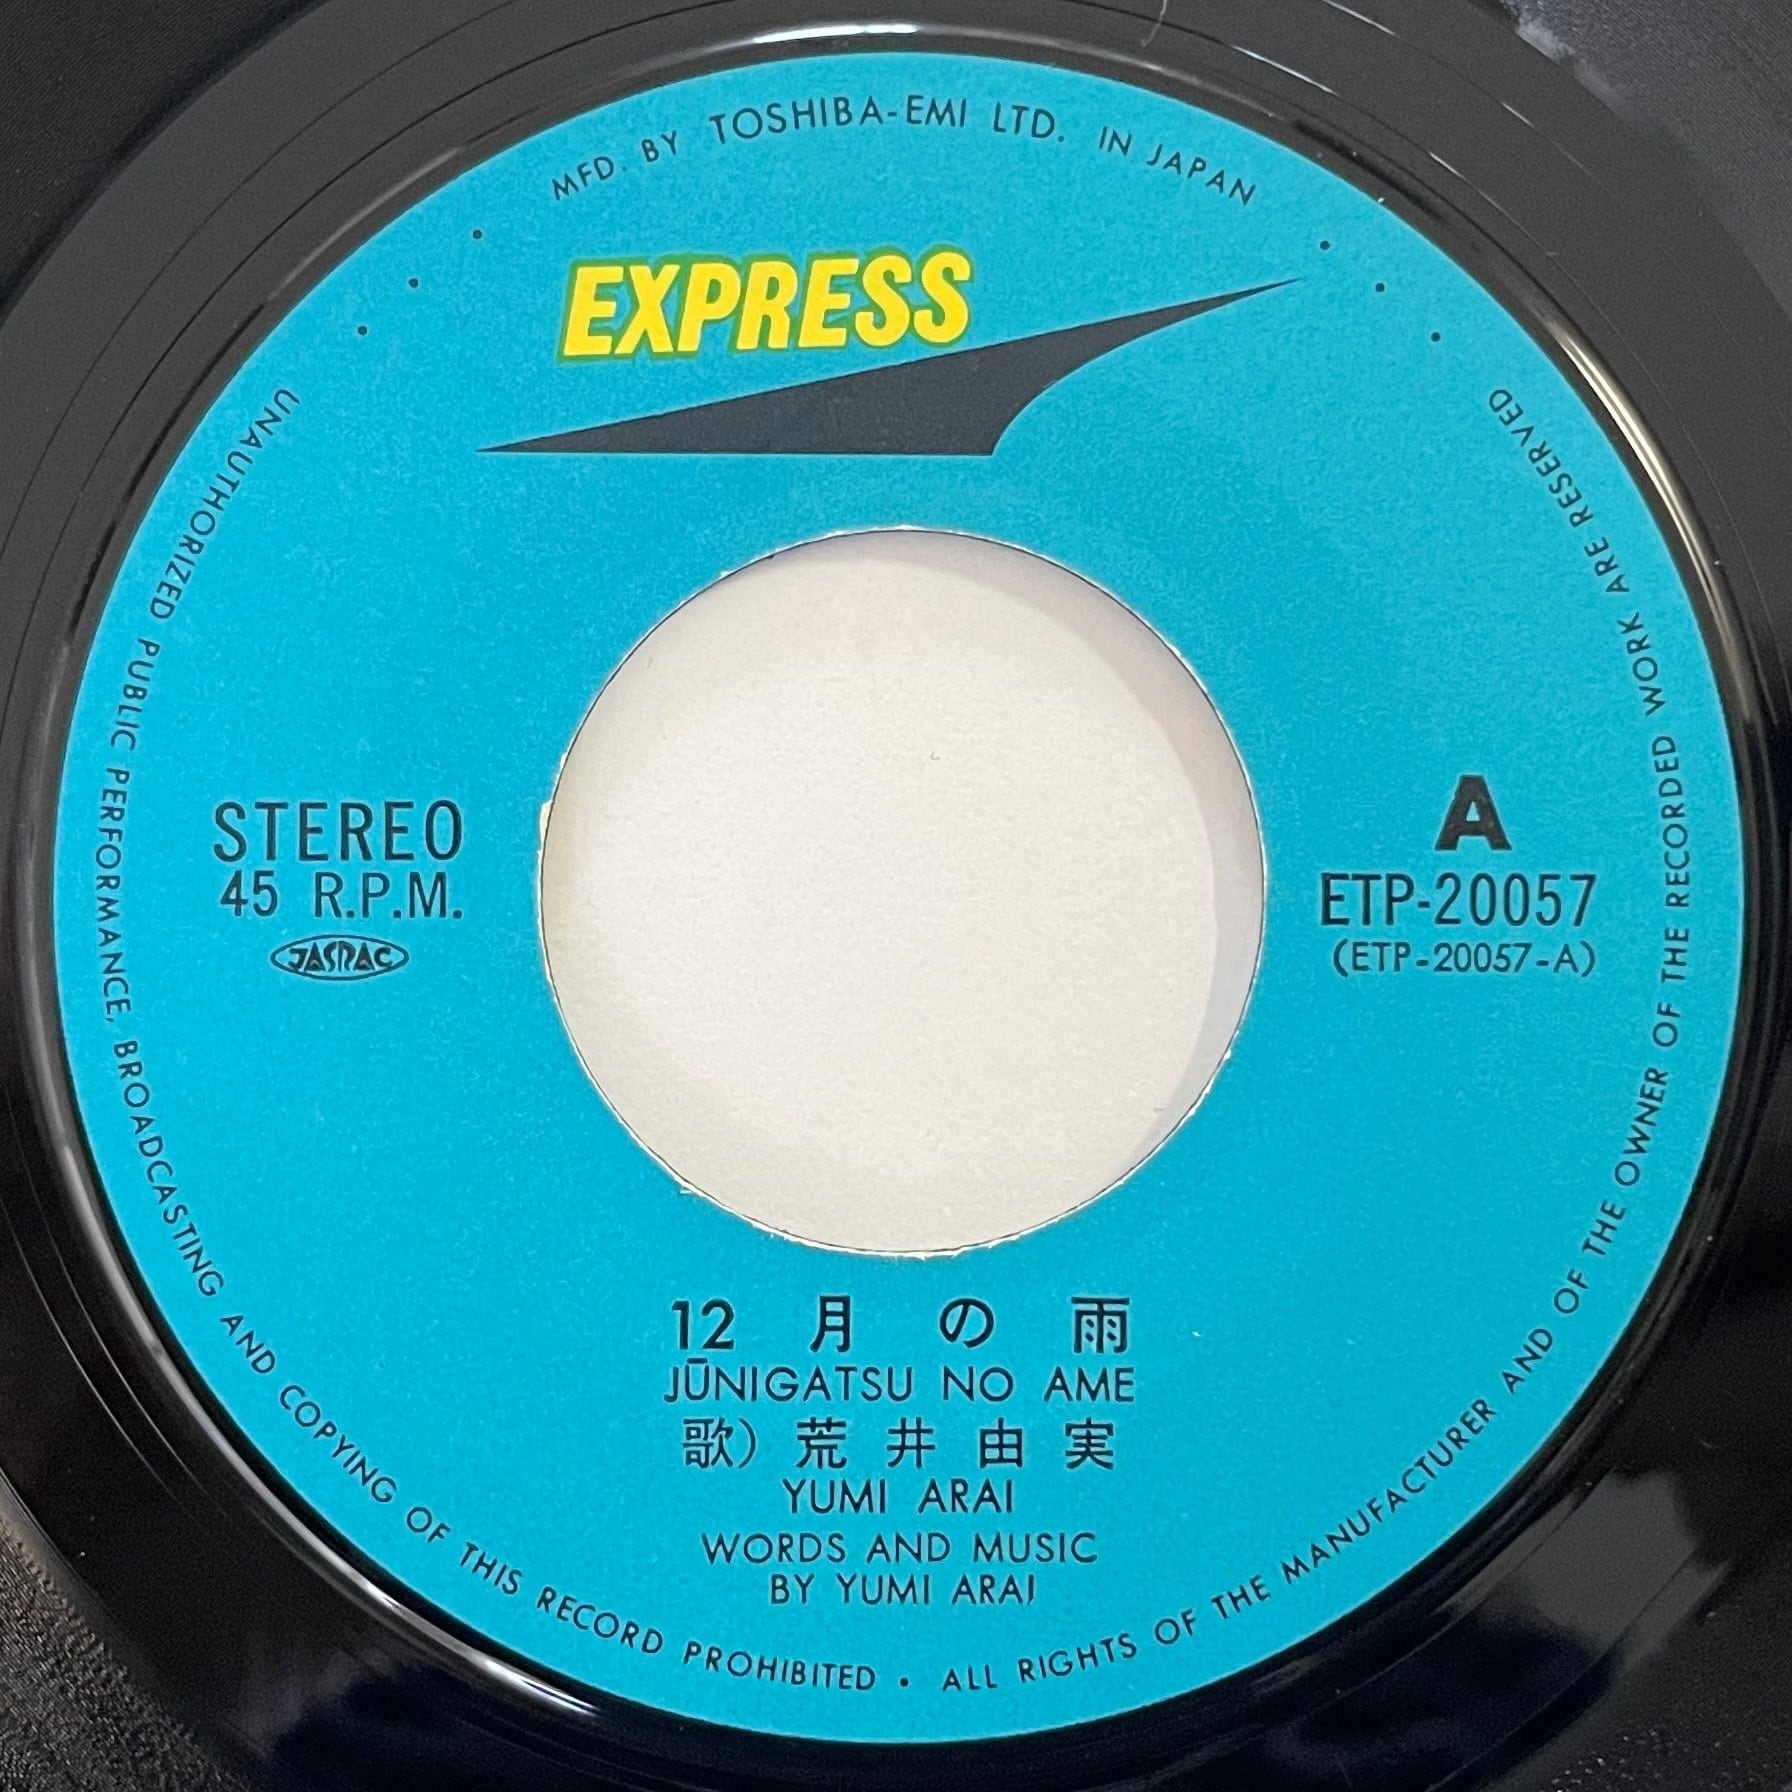 MFD. BY TOSHIBA-EMI LTD. IN JAPAN
EXPRESS
STEREO
45 R.P.M.
JASRAC
A
ETP-20057
(ETP-20057-A)
12月の雨
JŪNIGATSU NO AME
歌）荒井由実
YUMI ARAI
WORDS AND MUSIC
BY YUMI ARAI
UNAUTHORIZED PUBLIC PERFORMANCE, BROADCASTING AND COPYING OF THIS RECORD PROHIBITED • ALL RIGHTS OF THE MANUFACTURER AND OF THE OWNER OF THE RECORDED WORK ARE RESERVED